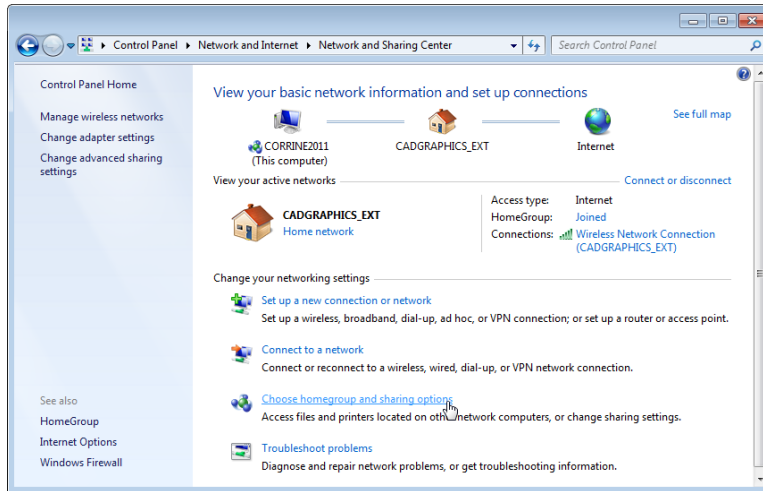 Control Panel ▸ Network and Internet ▸ Network and Sharing Center
Search Control Panel
Control Panel Home
Manage wireless networks
Change adapter settings
Change advanced sharing
settings
See also
HomeGroup
Internet Options
Windows Firewall
View your basic network information and set up connections
See full map
CORRINE2011
(This computer)
CADGRAPHICS_EXT
Internet
View your active networks
Connect or disconnect
CADGRAPHICS_EXT
Home network
Access type: Internet
HomeGroup: Joined
Connections: Wireless Network Connection
(CADGRAPHICS_EXT)
Change your networking settings
Set up a new connection or network
Set up a wireless, broadband, dial-up, ad hoc, or VPN connection; or set up a router or access point.
Connect to a network
Connect or reconnect to a wireless, wired, dial-up, or VPN network connection.
Choose homegroup and sharing options
Access files and printers located on other network computers, or change sharing settings.
Troubleshoot problems
Diagnose and repair network problems, or get troubleshooting information.